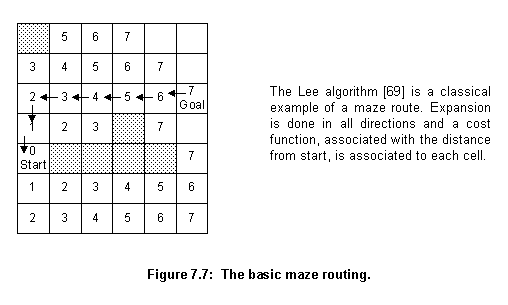 5 6 7
3 4 5 6 7
2 3 4 5 6 7
Goal
1 2 3 7
0 7
Start
1 2 3 4 5 6
2 3 4 5 6 7
The Lee algorithm [69] is a classical
example of a maze route. Expansion
is done in all directions and a cost
function, associated with the distance
from start, is associated to each cell.
Figure 7.7: The basic maze routing.